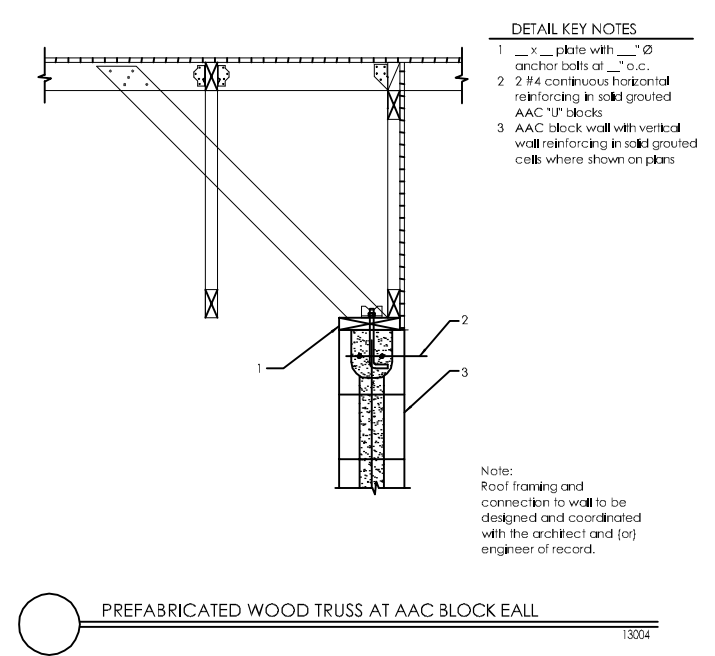 DETAIL KEY NOTES
1 __ x __ plate with ___" Ø
anchor bolts at __" o.c.
2 2 #4 continuous horizontal
reinforcing in solid grouted
AAC "U" blocks
3 AAC block wall with vertical
wall reinforcing in solid grouted
cells where shown on plans
2
1
3
Note:
Roof framing and
connection to wall to be
designed and coordinated
with the architect and {or}
engineer of record.
PREFABRICATED WOOD TRUSS AT AAC BLOCK EALL
13004